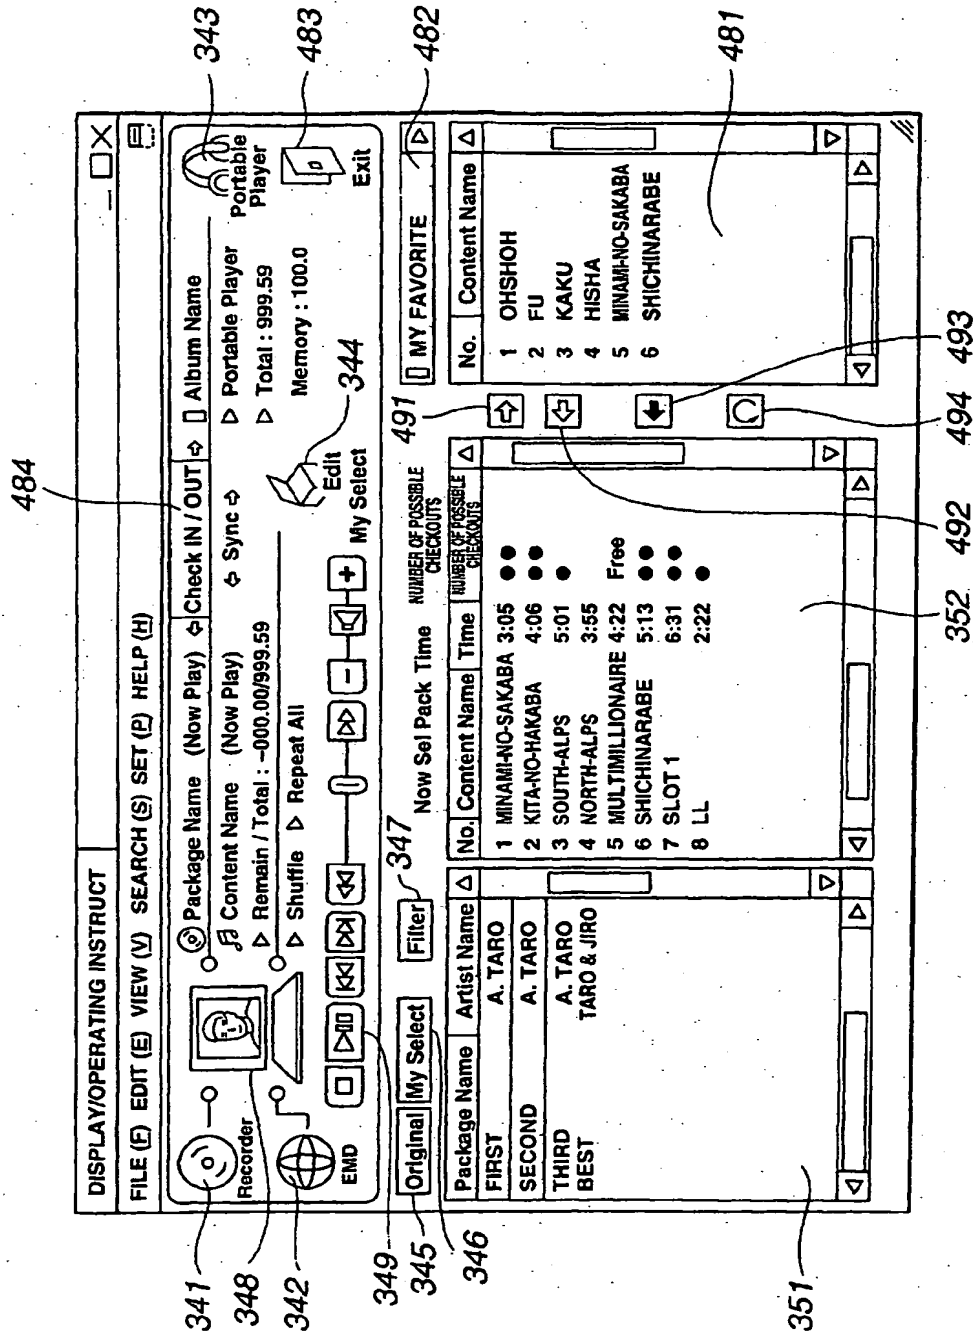 484
DISPLAY/OPERATING INSTRUCT
FILE (F) EDIT (E) VIEW (V) SEARCH (S) SET (P) HELP (H)
341
Recorder
348
342
EMD
349
Package Name (Now Play)
Check IN / OUT
Album Name
Content Name (Now Play)
Sync
Portable Player
Remain / Total : -000.00/999.59
Total : 999.59
Shuffle
Repeat All
Memory : 100.0
Portable
Player
343
483
Exit
344
Edit
My Select
345
Original
My Select
346
Filter
347
Now Sel Pack Time
NUMBER OF POSSIBLE
CHECKOUTS
491
MY FAVORITE
482
Package Name Artist Name
FIRST A. TARO
SECOND A. TARO
THIRD A. TARO
BEST TARO & JIRO
351
No. Content Name Time NUMBER OF POSSIBLE
CHECKOUTS
1 MINAMI-NO-SAKABA 3:05 ●●
2 KITA-NO-HAKABA 4:06 ●●
3 SOUTH-ALPS 5:01 ●
4 NORTH-ALPS 3:55
5 MULTIMILLIONAIRE 4:22 Free
6 SHICHINARABE 5:13 ●●
7 SLOT 1 6:31 ●●
8 LL 2:22 ●
352
492
494
493
No. Content Name
1 OHSHOH
2 FU
3 KAKU
4 HISHA
5 MINAMI-NO-SAKABA
6 SHICHINARABE
481